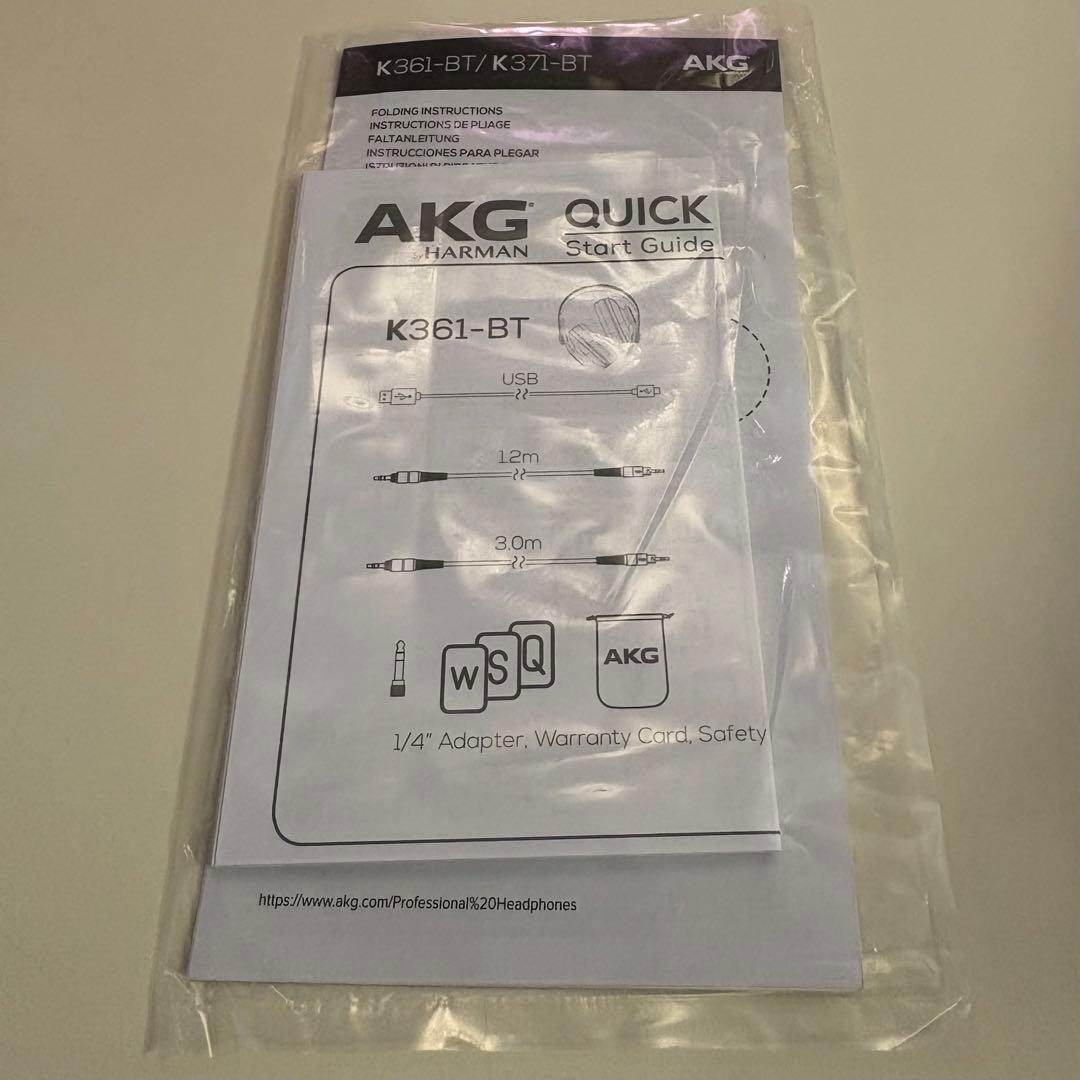 K361-BT/ K371-BT
AKG
FOLDING INSTRUCTIONS
INSTRUCTIONS DE PLIAGE
FALTANLEITUNG
INSTRUCCIONES PARA PLEGAR
AKG®
HARMAN
QUICK
Start Guide
K361-BT
USB
1.2m
3.0m
W S Q
AKG
1/4" Adapter, Warranty Card, Safety
https://www.akg.com/Professional%20Headphones